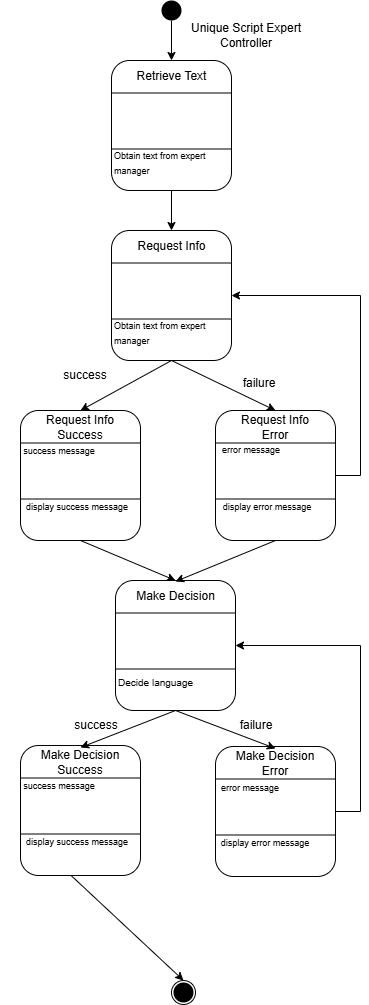 Unique Script Expert
Controller
Retrieve Text
Obtain text from expert
manager
Request Info
Obtain text from expert
manager
success
failure
Request Info
Success
success message
display success message
Request Info
Error
error message
display error message
Make Decision
Decide language
success
failure
Make Decision
Success
success message
display success message
Make Decision
Error
error message
display error message